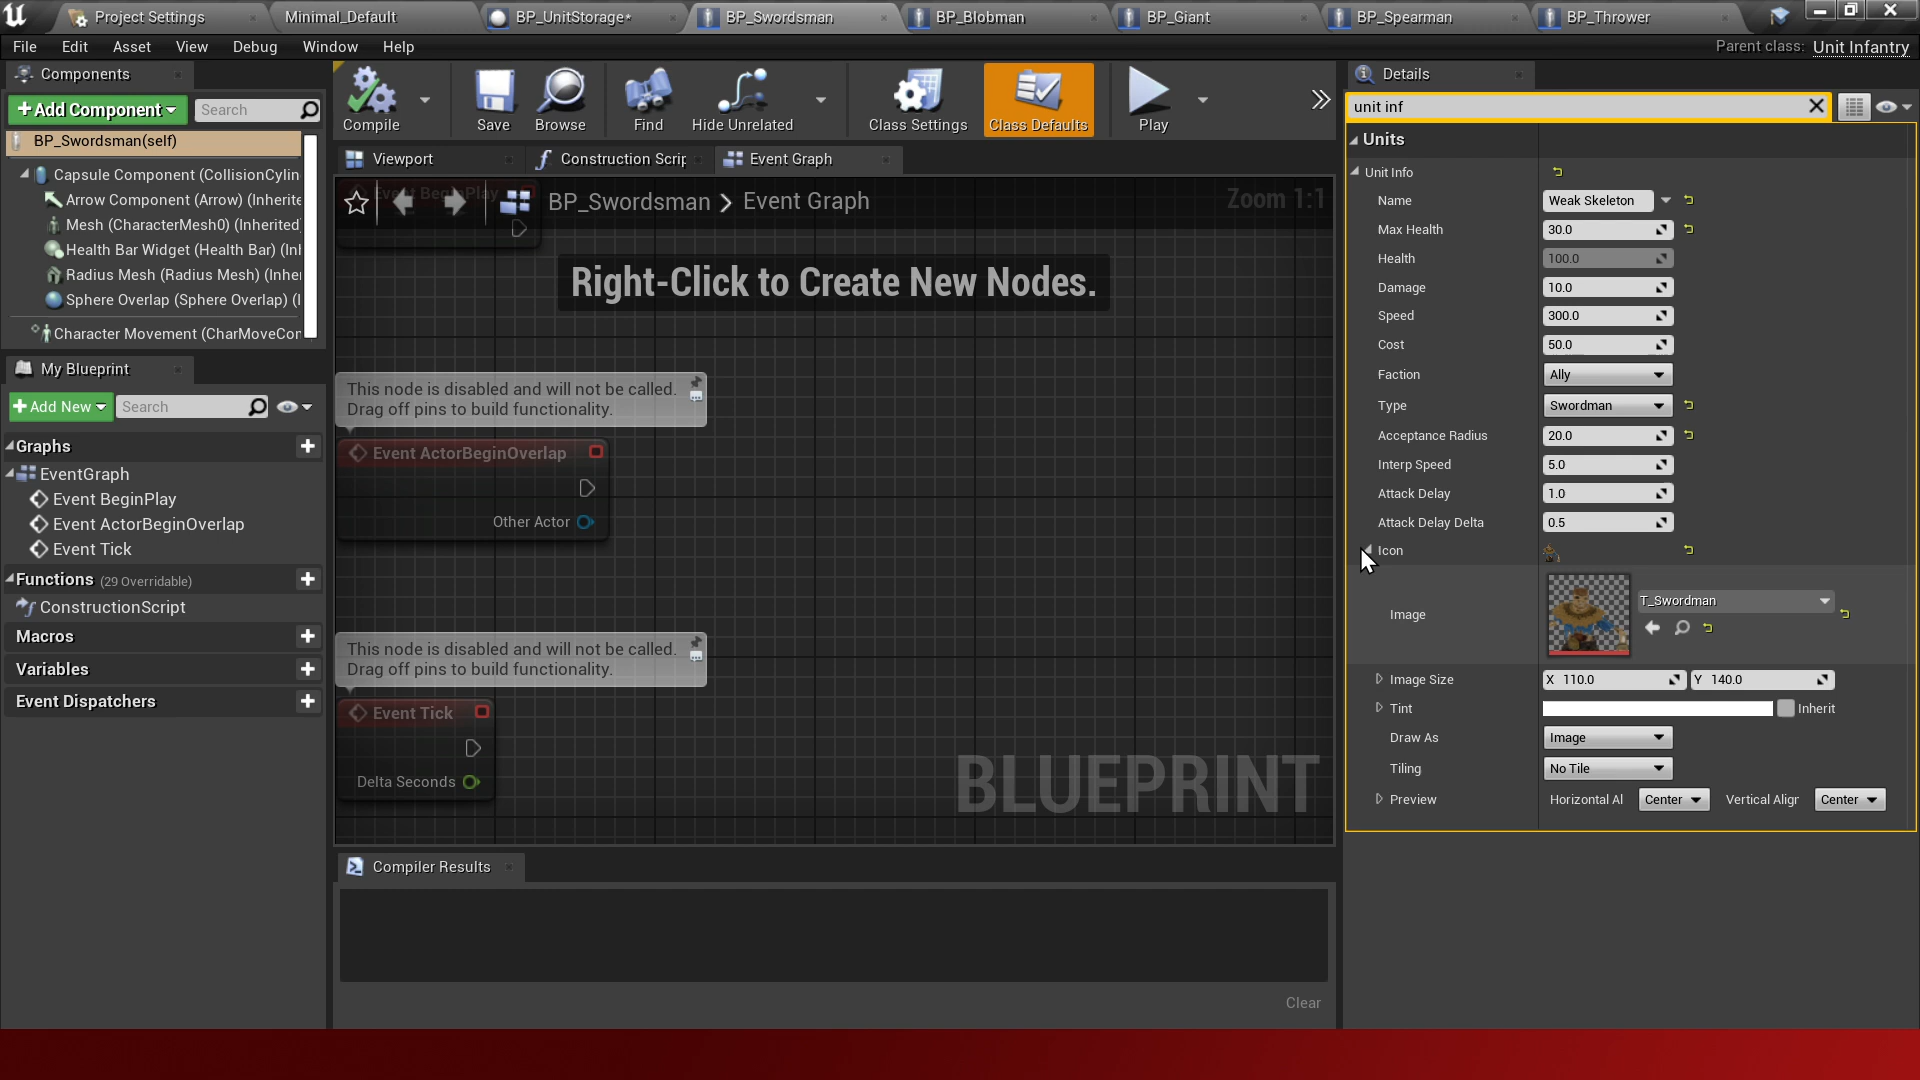 Project Settings
Minimal_Default
BP_UnitStorage*
BP_Swordsman
BP_Blobman
BP_Giant
BP_Spearman
BP_Thrower
File Edit Asset View Debug Window Help
Parent class: Unit Infantry
Components
+Add Component
Search
BP_Swordsman(self)
Capsule Component (CollisionCylin
Arrow Component (Arrow) (Inherite
Mesh (CharacterMesh0) (Inherited
Health Bar Widget (Health Bar) (Inl
Radius Mesh (Radius Mesh) (Inhe
Sphere Overlap (Sphere Overlap) (I
Character Movement (CharMoveCor
My Blueprint
+Add New
Search
Graphs
EventGraph
Event BeginPlay
Event ActorBeginOverlap
Event Tick
Functions (29 Overridable)
ConstructionScript
Macros
Variables
Event Dispatchers
Compile
Save
Browse
Find
Hide Unrelated
Class Settings
Class Defaults
Play
Viewport
Construction Scrip
Event Graph
Event BeginPlay
BP_Swordsman > Event Graph
Zoom 1:1
Right-Click to Create New Nodes.
This node is disabled and will not be called.
Drag off pins to build functionality.
Event ActorBeginOverlap
Other Actor
This node is disabled and will not be called.
Drag off pins to build functionality.
Event Tick
Delta Seconds
BLUEPRINT
Compiler Results
Clear
Details
unit inf
Units
Unit Info
Name Weak Skeleton
Max Health 30.0
Health 100.0
Damage 10.0
Speed 300.0
Cost 50.0
Faction Ally
Type Swordman
Acceptance Radius 20.0
Interp Speed 5.0
Attack Delay 1.0
Attack Delay Delta 0.5
Icon
Image T_Swordman
Image Size X 110.0 Y 140.0
Tint Inherit
Draw As Image
Tiling No Tile
Preview Horizontal Al Center Vertical Aligr Center